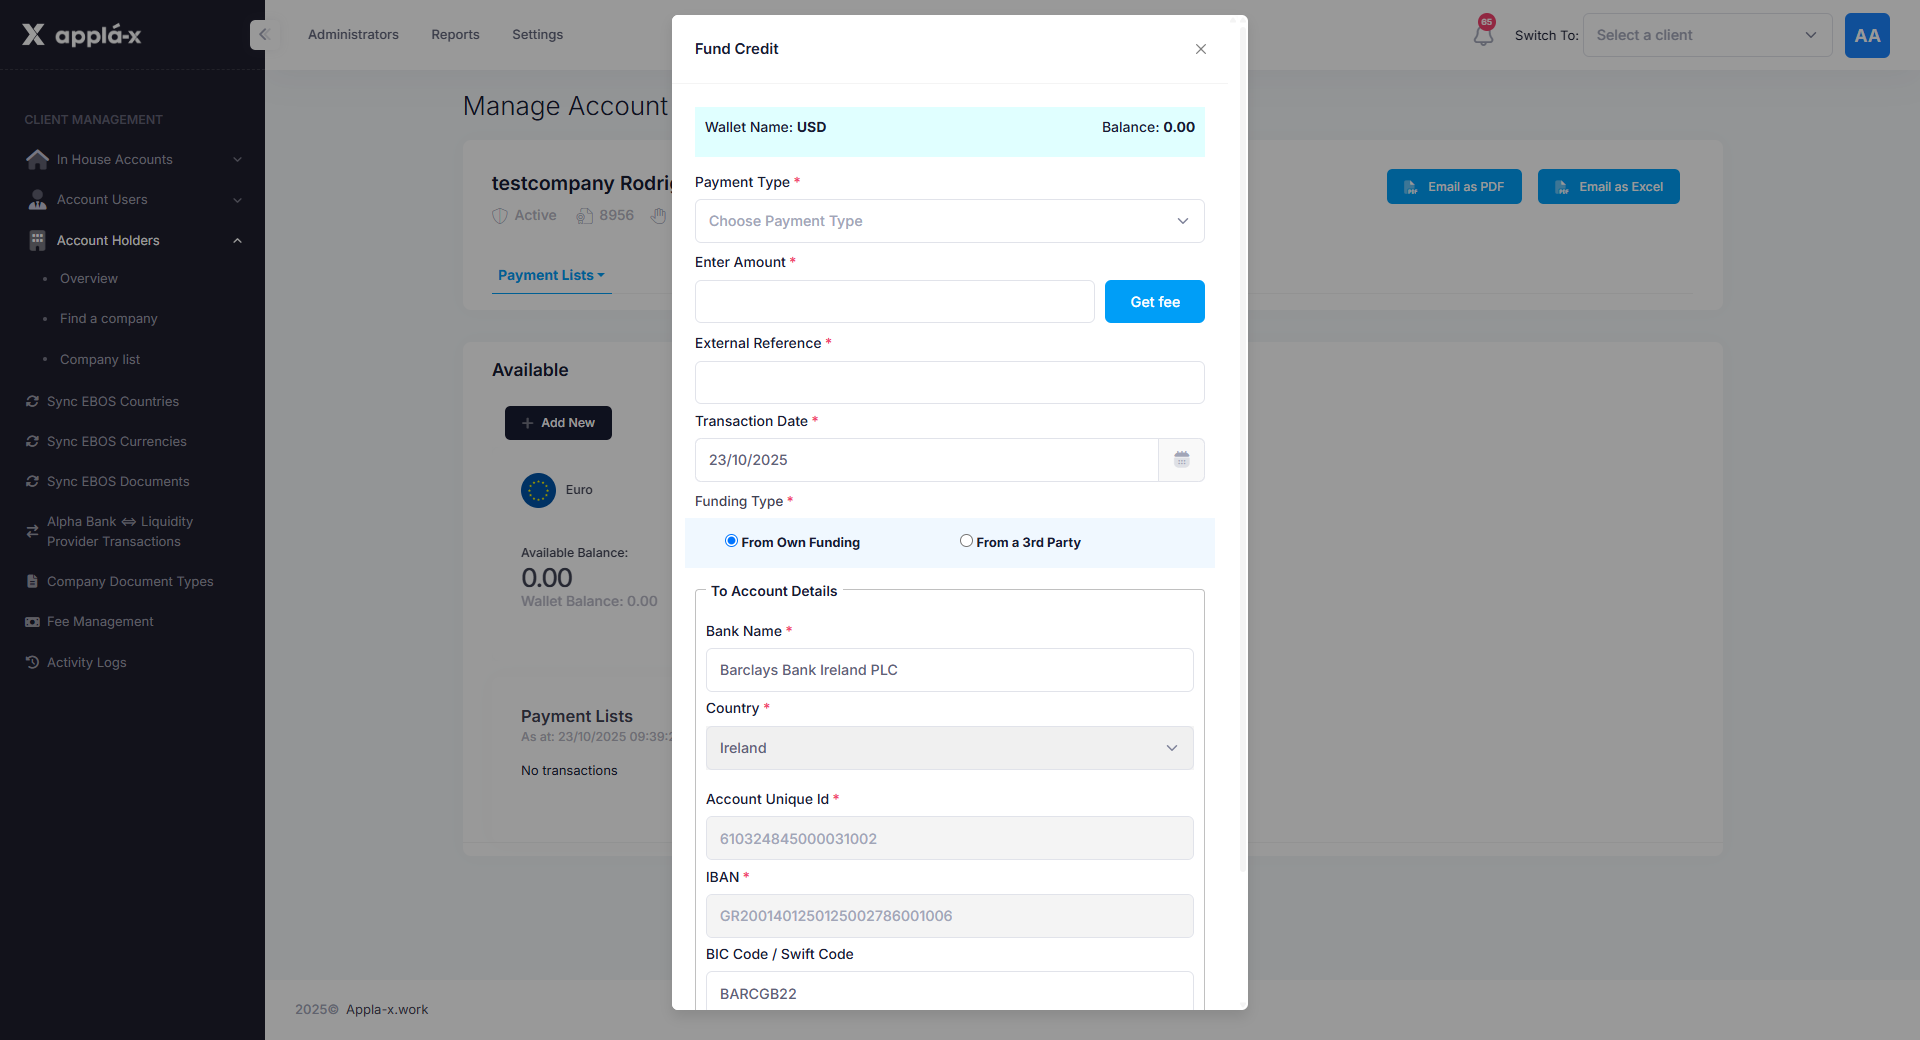 applá-x
Administrators
Reports
Settings
65
Switch To:
Select a client
AA
CLIENT MANAGEMENT
In House Accounts
Account Users
Account Holders
Overview
Find a company
Company list
Sync EBOS Countries
Sync EBOS Currencies
Sync EBOS Documents
Alpha Bank ⇔ Liquidity
Provider Transactions
Company Document Types
Fee Management
Activity Logs
Manage Account
testcompany
Active
8956
Email as PDF
Email as Excel
Payment Lists
Available
Add New
Euro
Available Balance:
0.00
Wallet Balance: 0.00
Payment Lists
As at: 23/10/2025 09:39:
No transactions
2025© Appla-x.work
Fund Credit
Wallet Name: USD
Balance: 0.00
Payment Type *
Choose Payment Type
Enter Amount *
Get fee
External Reference *
Transaction Date *
23/10/2025
Funding Type *
From Own Funding
From a 3rd Party
To Account Details
Bank Name *
Barclays Bank Ireland PLC
Country *
Ireland
Account Unique Id *
610324845000031002
IBAN *
GR2001401250125002786001006
BIC Code / Swift Code
BARCGB22